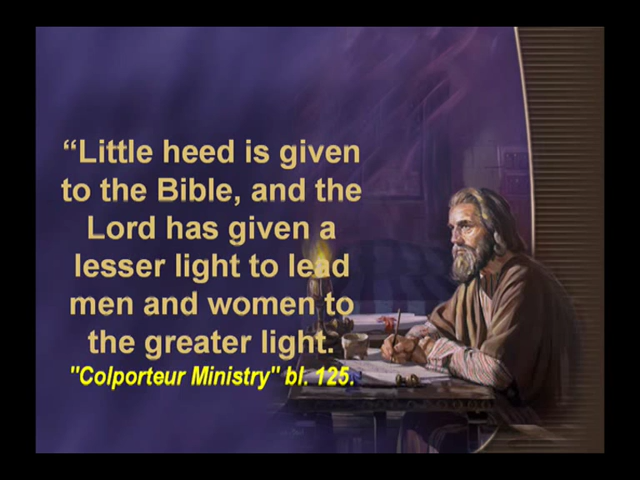 “Little heed is given
to the Bible, and the
Lord has given a
lesser light to lead
men and women to
the greater light.
"Colporteur Ministry" bl. 125.